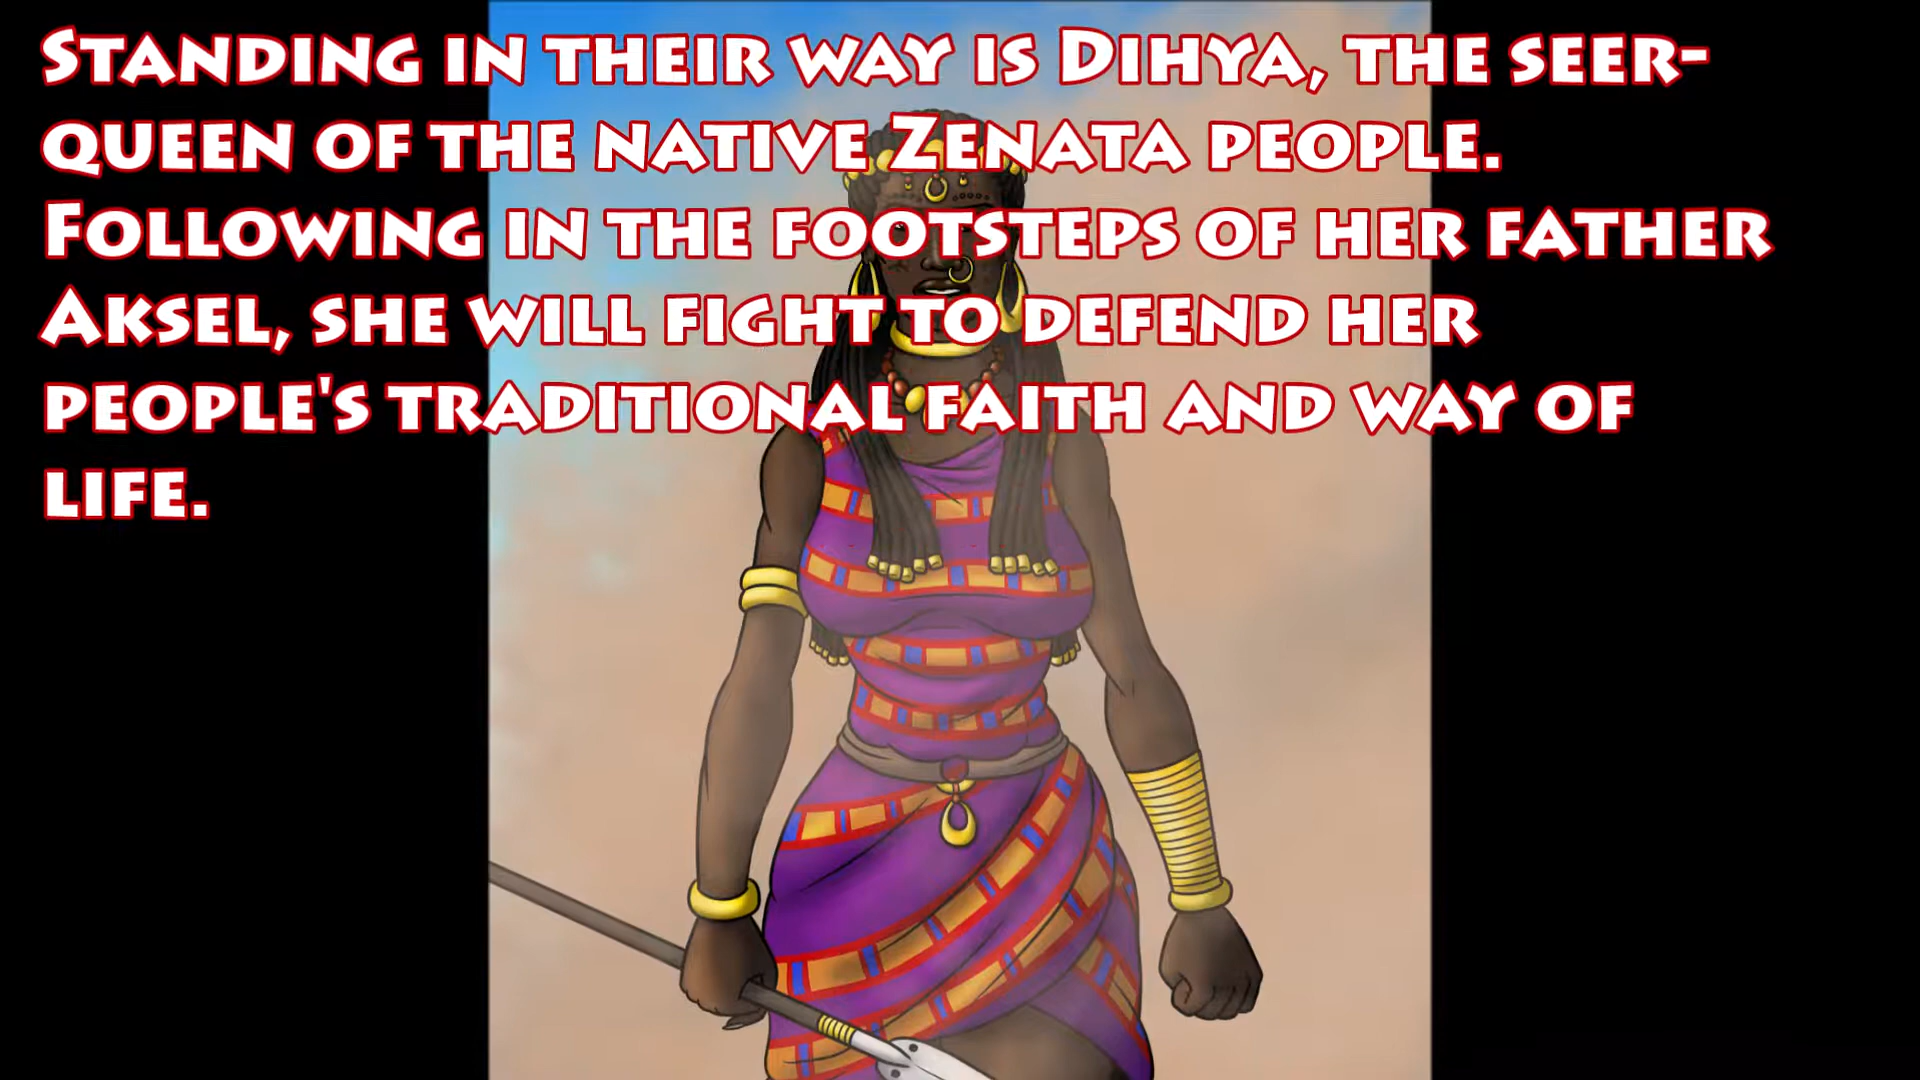 Standing in their way is Dihya, the seer-
queen of the native Zenata people.
Following in the footsteps of her father
Aksel, she will fight to defend her
people's traditional faith and way of
life.